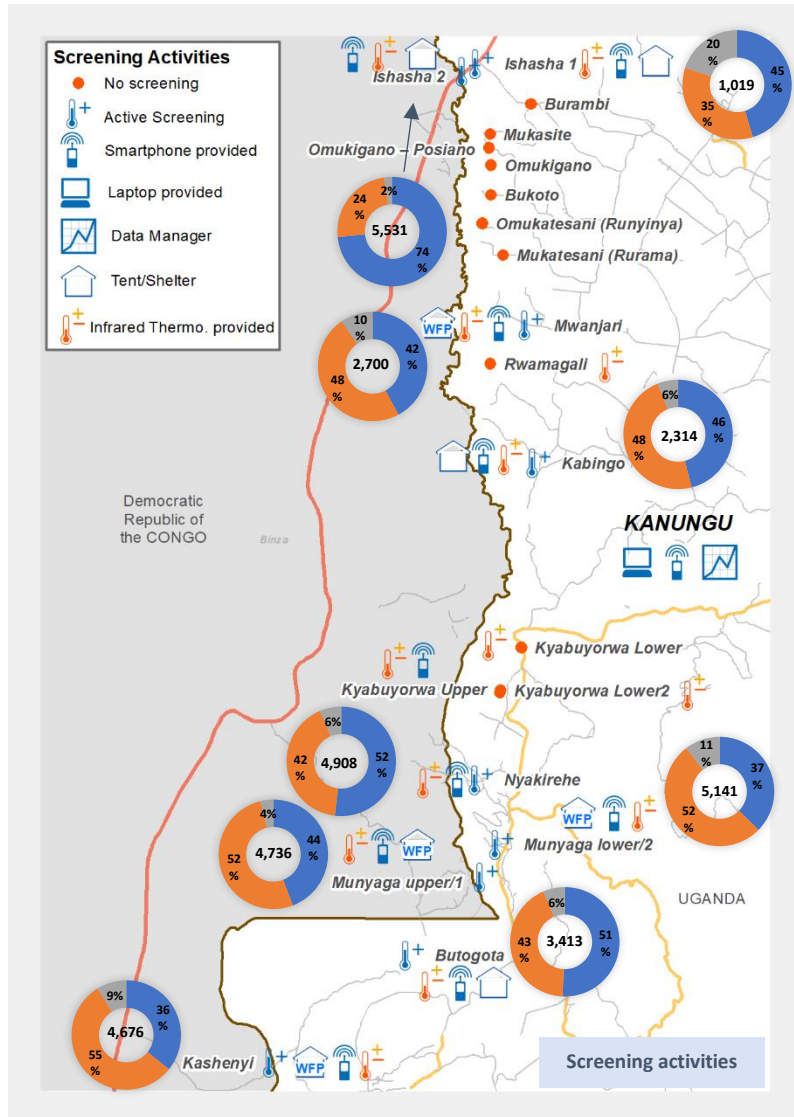 Screening Activities
No screening
Active Screening
Smartphone provided
Laptop provided
Data Manager
Tent/Shelter
Infrared Thermo. provided
Ishasha 2
Ishasha 1
20
%
45
%
35
%
1,019
Burambi
Mukasite
Omukigano – Posiano
Omukigano
Bukoto
Omukatesani (Runyinya)
Mukatesani (Rurama)
2%
24
%
5,531
74
%
WFP
Mwanjari
10
%
42
%
2,700
48
%
Rwamagali
6%
46
%
2,314
48
%
Kabingo
Democratic
Republic of
the CONGO
Binza
KANUNGU
Kyabuyorwa Lower
Kyabuyorwa Upper
Kyabuyorwa Lower2
6%
52
%
42
%
4,908
Nyakirehe
11
%
37
%
5,141
52
%
WFP
4%
44
%
4,736
52
%
WFP
Munyaga lower/2
Munyaga upper/1
UGANDA
6%
51
%
3,413
43
%
Butogota
9%
36
%
4,676
55
%
Kashenyi
WFP
Screening activities